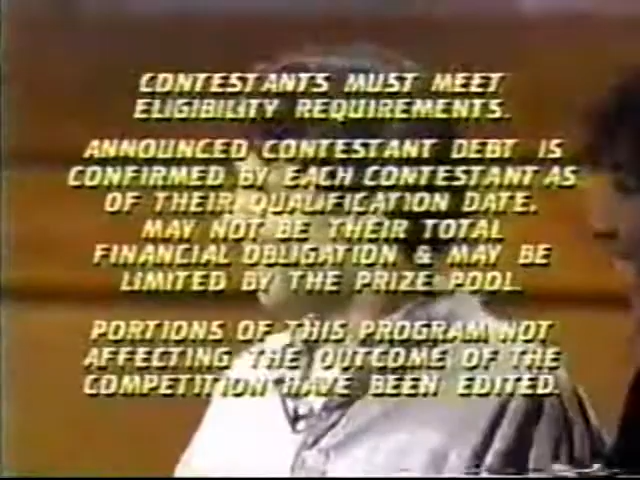 CONTESTANTS MUST MEET
ELIGIBILITY REQUIREMENTS.
ANNOUNCED CONTESTANT DEBT IS
CONFIRMED BY EACH CONTESTANT AS
OF THEIR QUALIFICATION DATE.
MAY NOT BE THEIR TOTAL
FINANCIAL OBLIGATION & MAY BE
LIMITED BY THE PRIZE POOL.
PORTIONS OF THIS PROGRAM NOT
AFFECTING THE OUTCOME OF THE
COMPETITION HAVE BEEN EDITED.